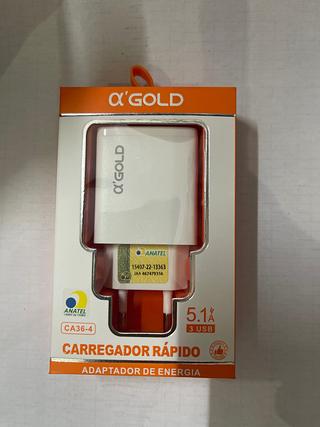 α'GOLD
α'GOLD
ANATEL
15407-22-13363
ANATEL
CA36-4
5.1A
3 USB
CARREGADOR RÁPIDO
ADAPTADOR DE ENERGIA